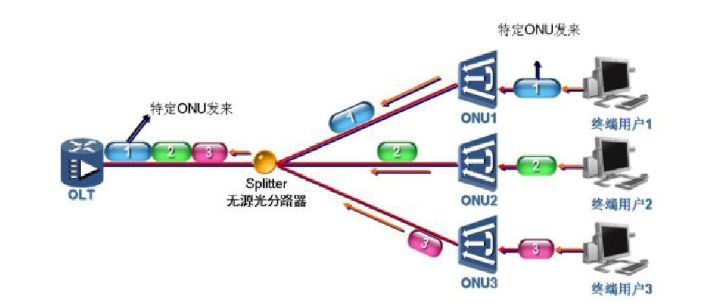 特定ONU发来
1
ONU1
终端用户1
1
特定ONU发来
1
2
3
OLT
Splitter
无源光分路器
2
ONU2
2
终端用户2
3
ONU3
3
终端用户3